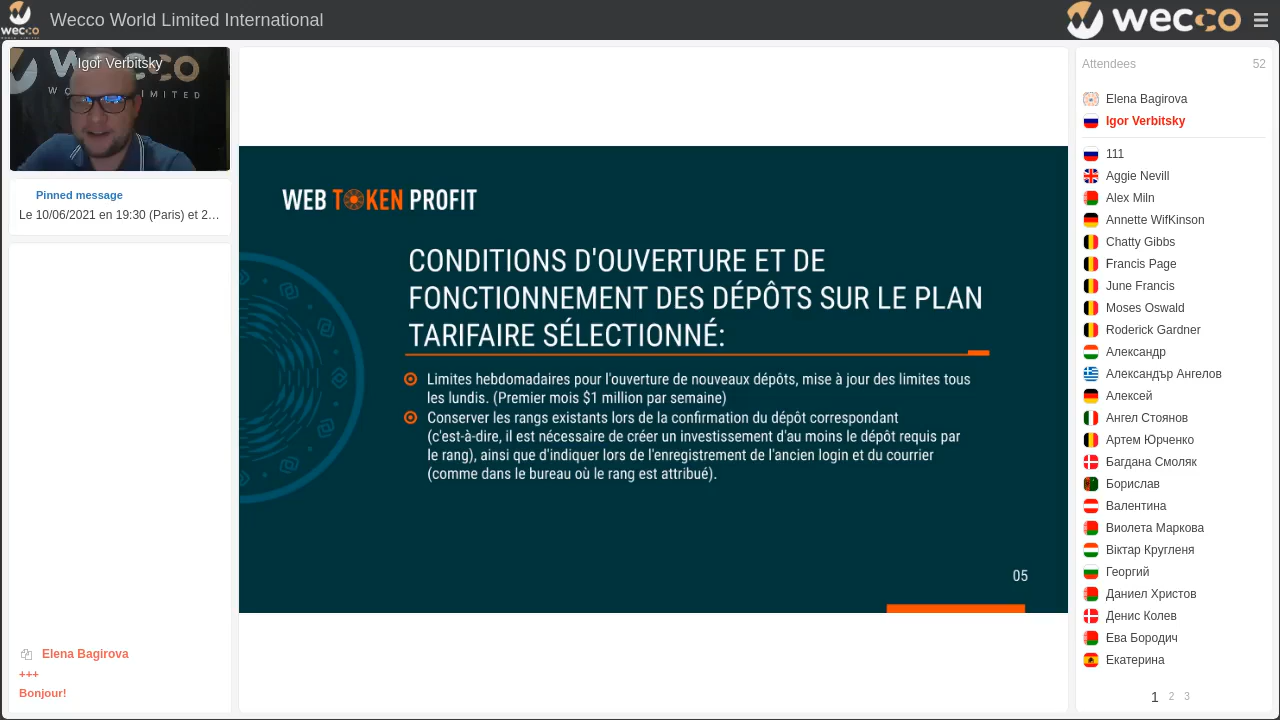 Wecco World Limited International
wecco
wecco
Igor Verbitsky
Pinned message
Le 10/06/2021 en 19:30 (Paris) et 2…
Elena Bagirova
+++
Bonjour!
WEB TOKEN PROFIT
CONDITIONS D'OUVERTURE ET DE
FONCTIONNEMENT DES DÉPÔTS SUR LE PLAN
TARIFAIRE SÉLECTIONNÉ:
Limites hebdomadaires pour l'ouverture de nouveaux dépôts, mise à jour des limites tous
les lundis. (Premier mois $1 million par semaine)
Conserver les rangs existants lors de la confirmation du dépôt correspondant
(c'est-à-dire, il est nécessaire de créer un investissement d'au moins le dépôt requis par
le rang), ainsi que d'indiquer lors de l'enregistrement de l'ancien login et du courrier
(comme dans le bureau où le rang est attribué).
05
Attendees 52
Elena Bagirova
Igor Verbitsky
111
Aggie Nevill
Alex Miln
Annette WifKinson
Chatty Gibbs
Francis Page
June Francis
Moses Oswald
Roderick Gardner
Александр
Александър Ангелов
Алексей
Ангел Стоянов
Артем Юрченко
Багдана Смоляк
Борислав
Валентина
Виолета Маркова
Віктар Кругленя
Георгий
Даниел Христов
Денис Колев
Ева Бородич
Екатерина
1 2 3